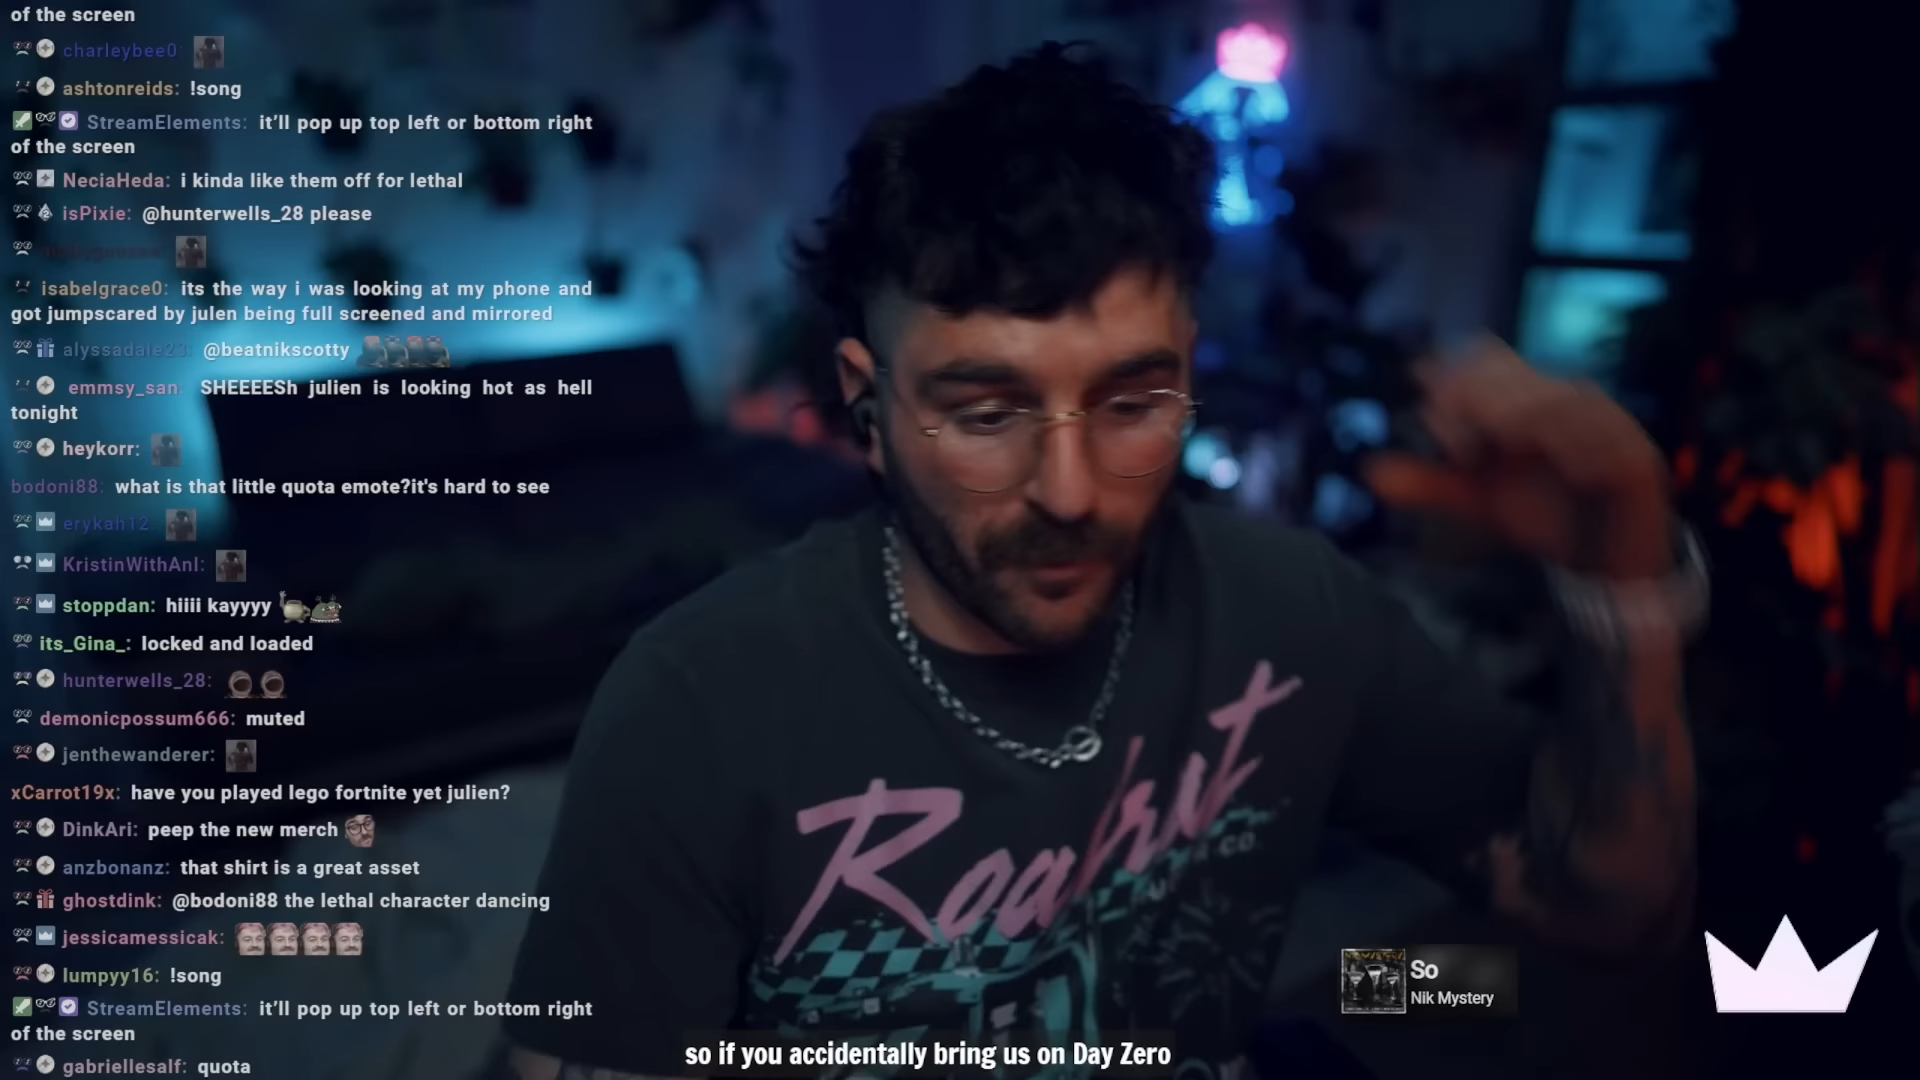 of the screen
charleybee0:
ashtonreids: !song
StreamElements: it'll pop up top left or bottom right
of the screen
NeciaHeda: i kinda like them off for lethal
isPixie: @hunterwells_28 please
isabelgrace0: its the way i was looking at my phone and
got jumpscared by julen being full screened and mirrored
@beatnikscotty
emmsy_san: SHEEEESh julien is looking hot as hell
tonight
heykorr:
bodoni88: what is that little quota emote?it's hard to see
erykah12:
KristinWithAnI:
stoppdan: hiiii kayyyy
its_Gina_: locked and loaded
hunterwells_28:
demonicpossum666: muted
jenthewanderer:
xCarrot19x: have you played lego fortnite yet julien?
DinkAri: peep the new merch
anzbonanz: that shirt is a great asset
ghostdink: @bodoni88 the lethal character dancing
jessicamessicak:
lumpyy16: !song
StreamElements: it'll pop up top left or bottom right
of the screen
gabriellesalf: quota
CO.
So
Nik Mystery
so if you accidentally bring us on Day Zero